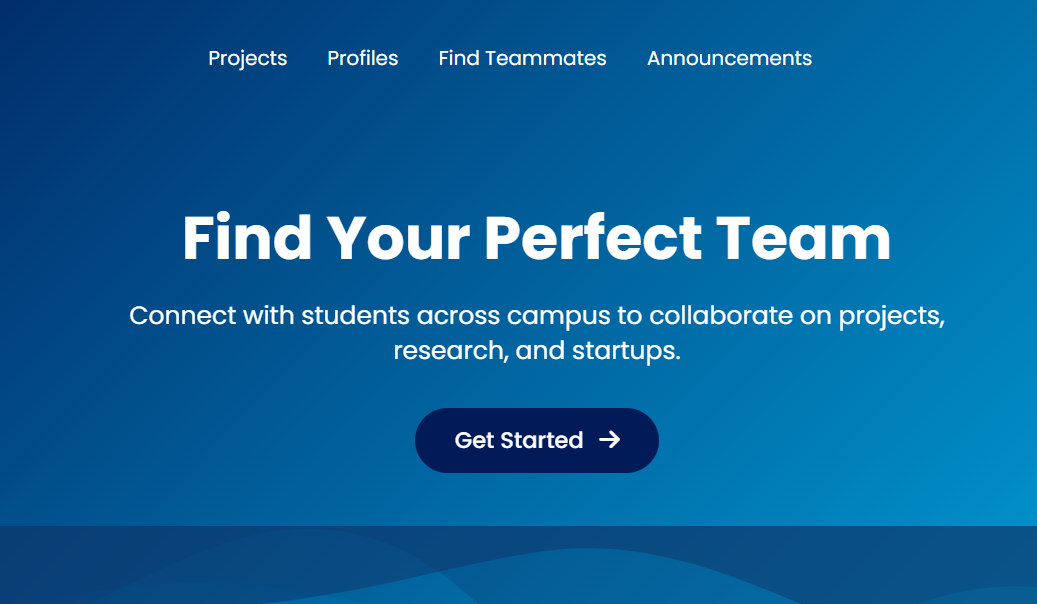 Projects Profiles Find Teammates Announcements
Find Your Perfect Team
Connect with students across campus to collaborate on projects,
research, and startups.
Get Started →